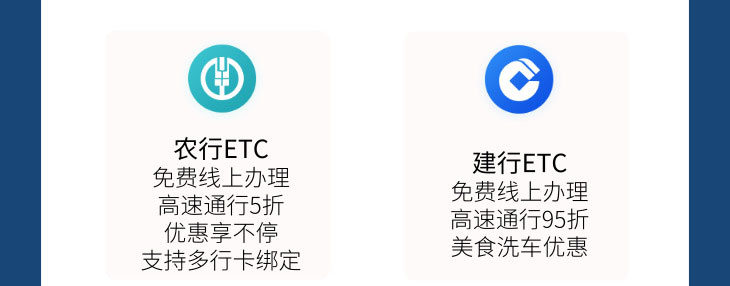 农行ETC
免费线上办理
高速通行5折
优惠享不停
支持多行卡绑定
建行ETC
免费线上办理
高速通行95折
美食洗车优惠